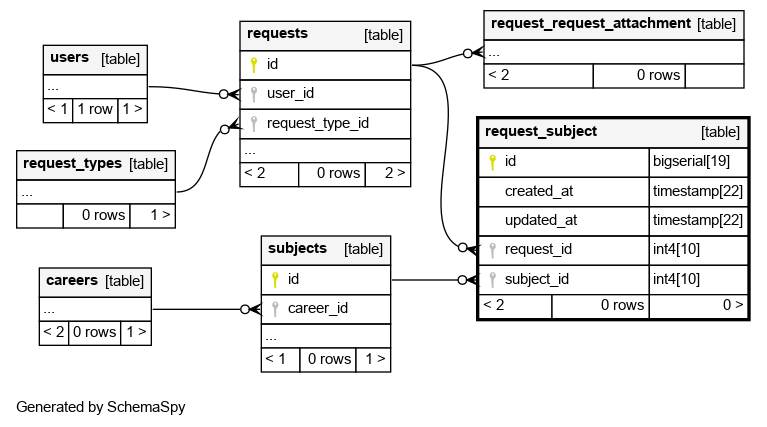 users [table]
...
< 1 1 row 1 >
request_types [table]
...
0 rows 1 >
careers [table]
...
< 2 0 rows 1 >
requests [table]
id
user_id
request_type_id
...
< 2 0 rows 2 >
subjects [table]
id
career_id
...
< 1 0 rows 1 >
request_request_attachment [table]
...
< 2 0 rows
request_subject [table]
id bigserial[19]
created_at timestamp[22]
updated_at timestamp[22]
request_id int4[10]
subject_id int4[10]
< 2 0 rows 0 >
Generated by SchemaSpy